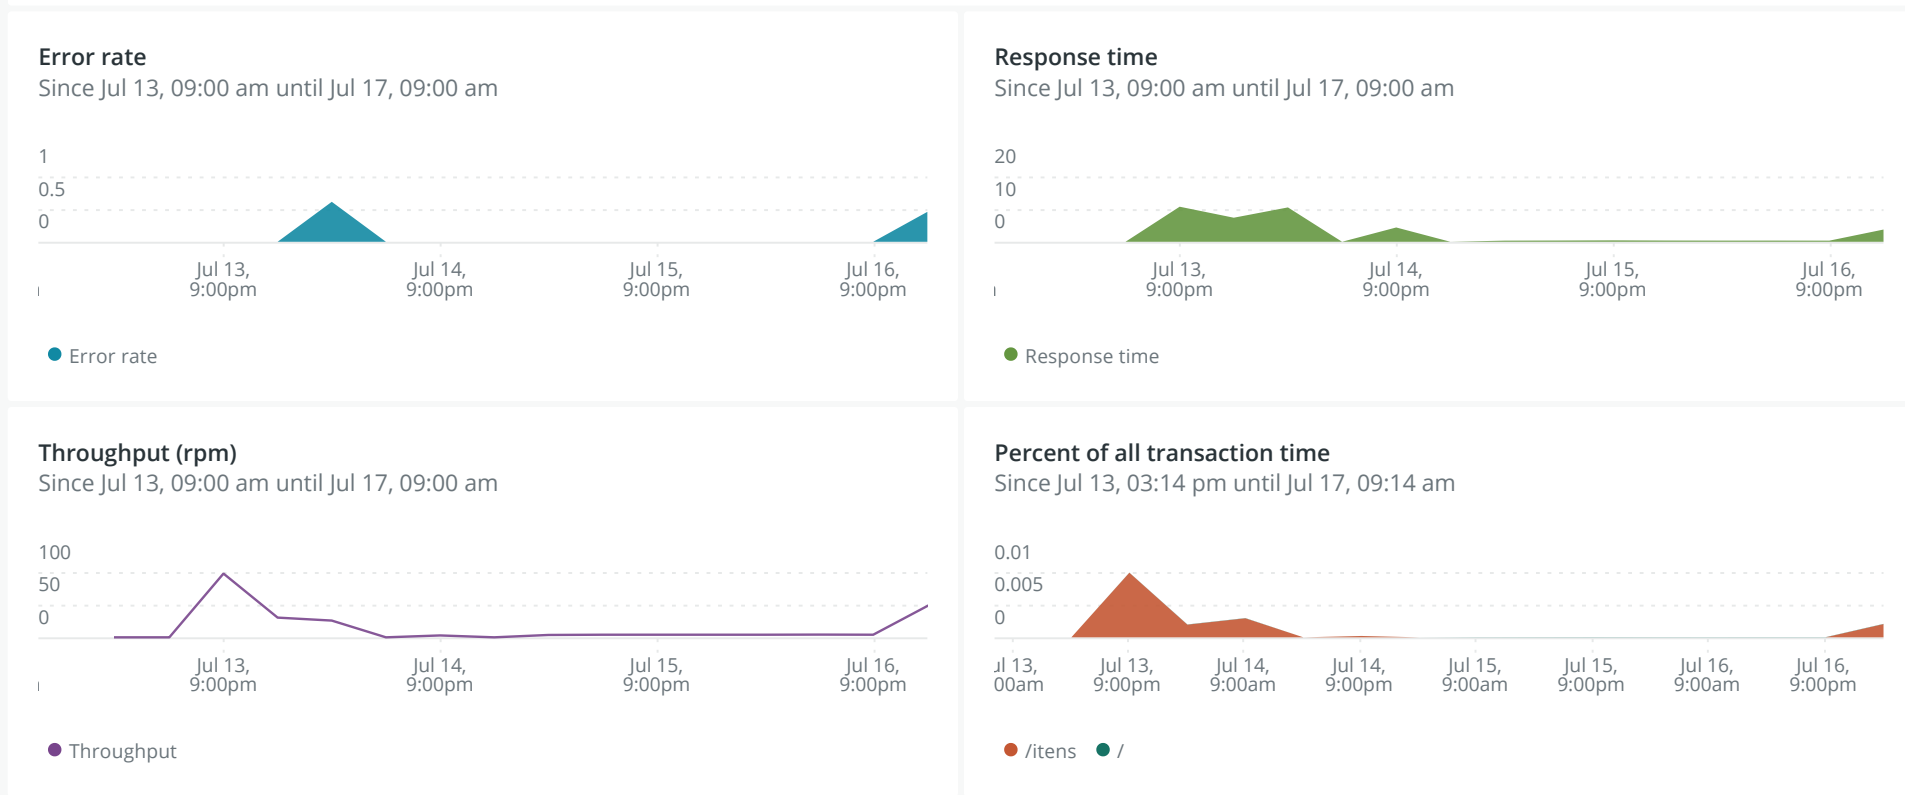 Error rate
Since Jul 13, 09:00 am until Jul 17, 09:00 am
1
0.5
0
Jul 13,
9:00pm
Jul 14,
9:00pm
Jul 15,
9:00pm
Jul 16,
9:00pm
Error rate
Response time
Since Jul 13, 09:00 am until Jul 17, 09:00 am
20
10
0
Jul 13,
9:00pm
Jul 14,
9:00pm
Jul 15,
9:00pm
Jul 16,
9:00pm
Response time
Throughput (rpm)
Since Jul 13, 09:00 am until Jul 17, 09:00 am
100
50
0
Jul 13,
9:00pm
Jul 14,
9:00pm
Jul 15,
9:00pm
Jul 16,
9:00pm
Throughput
Percent of all transaction time
Since Jul 13, 03:14 pm until Jul 17, 09:14 am
0.01
0.005
0
ul 13,
00am
Jul 13,
9:00pm
Jul 14,
9:00am
Jul 14,
9:00pm
Jul 15,
9:00am
Jul 15,
9:00pm
Jul 16,
9:00am
Jul 16,
9:00pm
/itens /